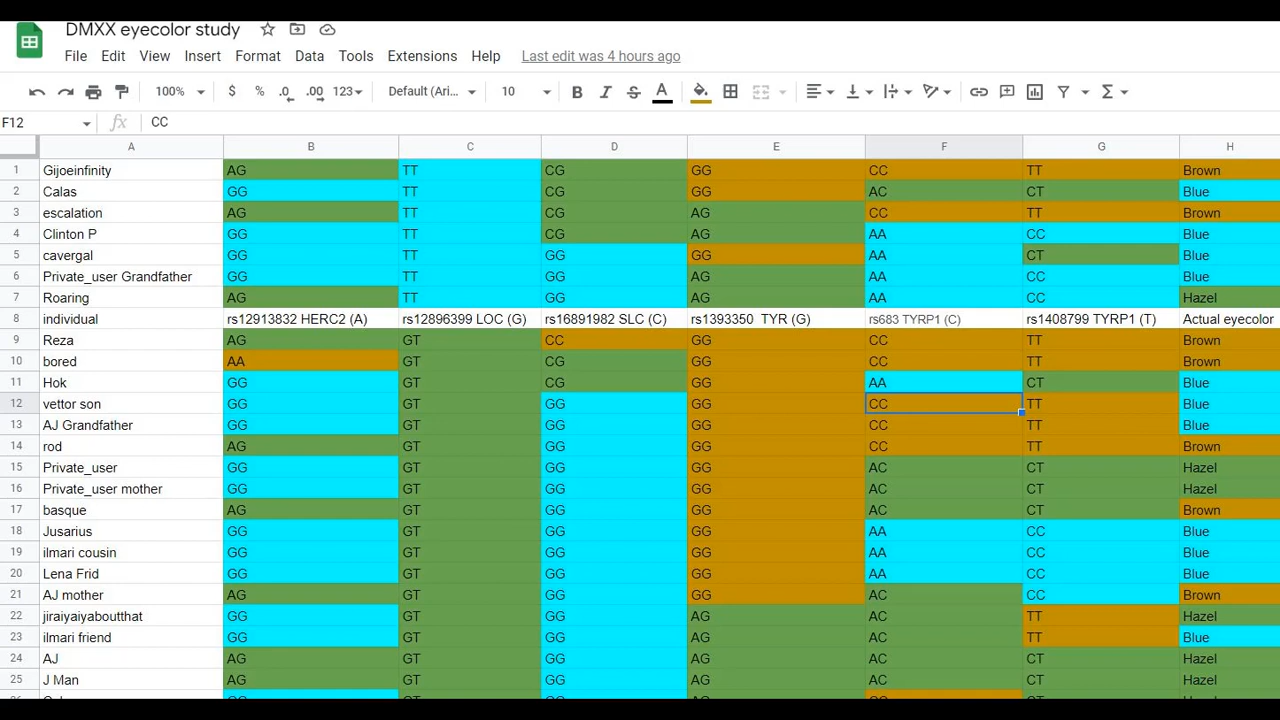 DMXX eyecolor study
File Edit View Insert Format Data Tools Extensions Help Last edit was 4 hours ago
100% $ % .0 .00 123 Default (Ari... 10 B I S A
F12 fx CC
A B C D E F G H
1 Gijoeinfinity AG TT CG GG CC TT Brown
2 Calas GG TT CG GG AC CT Blue
3 escalation AG TT CG AG CC TT Brown
4 Clinton P GG TT CG AG AA CC Blue
5 cavergal GG TT GG GG AA CT Blue
6 Private_user Grandfather GG TT GG AG AA CC Blue
7 Roaring AG TT GG AG AA CC Hazel
8 individual rs12913832 HERC2 (A) rs12896399 LOC (G) rs16891982 SLC (C) rs1393350 TYR (G) rs683 TYRP1 (C) rs1408799 TYRP1 (T) Actual eyecolor
9 Reza AG GT CC GG CC TT Brown
10 bored AA GT CG GG CC TT Brown
11 Hok GG GT CG GG AA CT Blue
12 vettor son GG GT GG GG CC TT Blue
13 AJ Grandfather GG GT GG GG CC TT Blue
14 rod AG GT GG GG CC TT Brown
15 Private_user GG GT GG GG AC CT Hazel
16 Private_user mother GG GT GG GG AC CT Hazel
17 basque AG GT GG GG AC CT Brown
18 Jusarius GG GT GG GG AA CC Blue
19 ilmari cousin GG GT GG GG AA CC Blue
20 Lena Frid GG GT GG GG AA CC Blue
21 AJ mother AG GT GG GG AC CC Brown
22 jiraiyaiyaboutthat GG GT GG AG AC TT Hazel
23 ilmari friend GG GT GG AG AC TT Blue
24 AJ AG GT GG AG AC CT Hazel
25 J Man AG GT GG AG AC CT Hazel